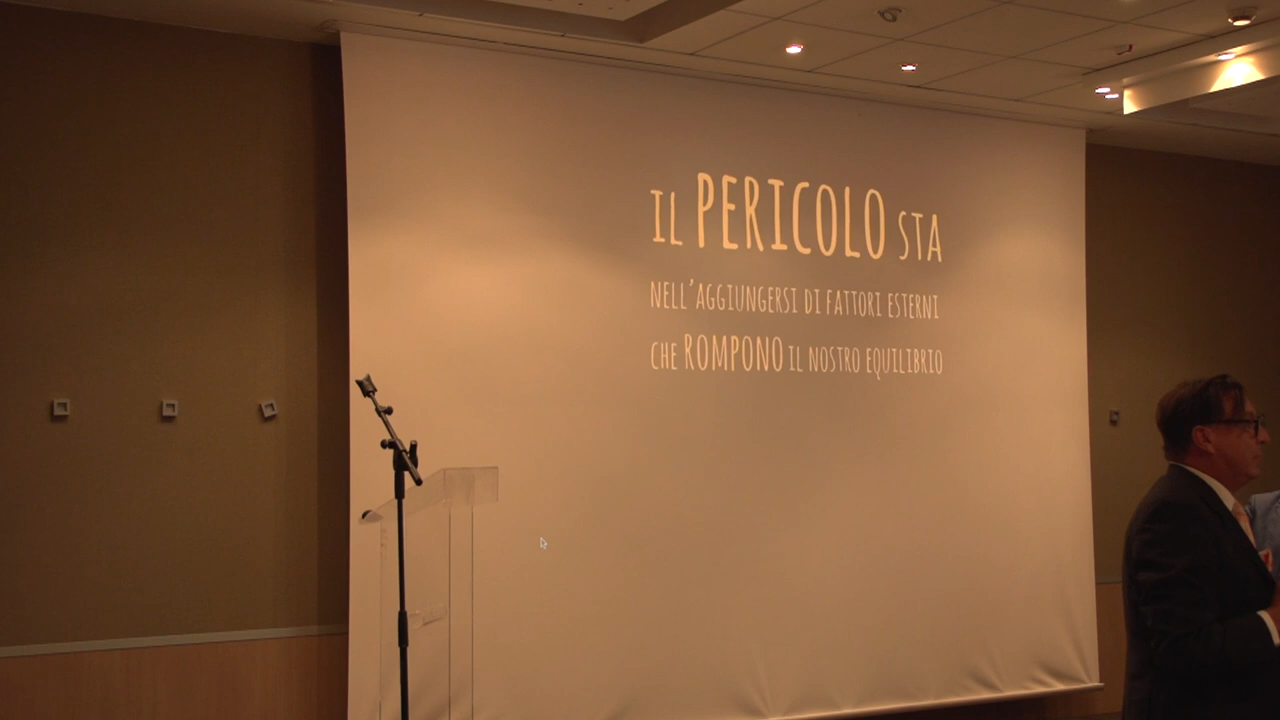 IL PERICOLO STA
NELL'AGGIUNGERSI DI FATTORI ESTERNI
CHE ROMPONO IL NOSTRO EQUILIBRIO